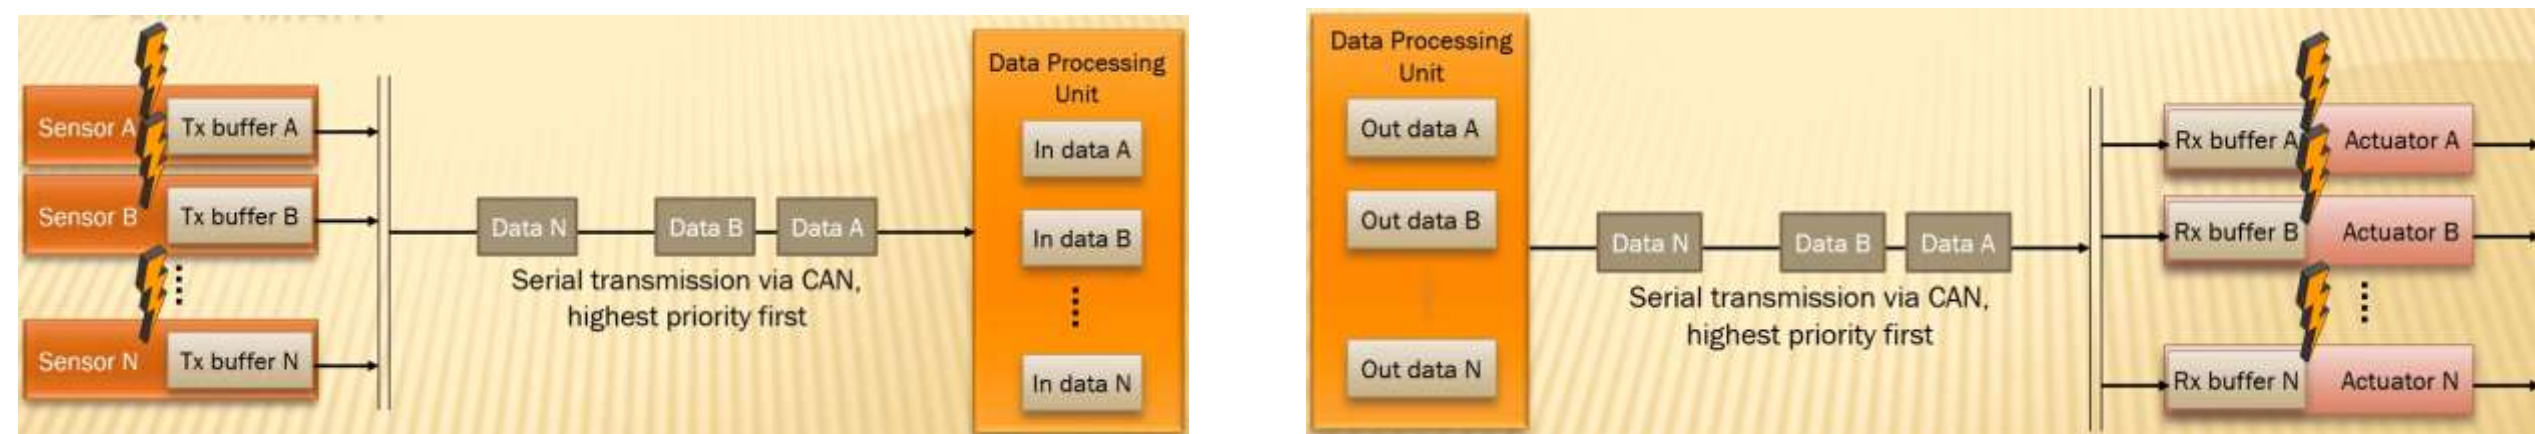 Sensor A
Tx buffer A
Sensor B
Tx buffer B
Sensor N
Tx buffer N
Data N
Data B
Data A
Serial transmission via CAN,
highest priority first
Data Processing
Unit
In data A
In data B
In data N
Data Processing
Unit
Out data A
Out data B
Out data N
Data N
Data B
Data A
Serial transmission via CAN,
highest priority first
Rx buffer A
Actuator A
Rx buffer B
Actuator B
Rx buffer N
Actuator N